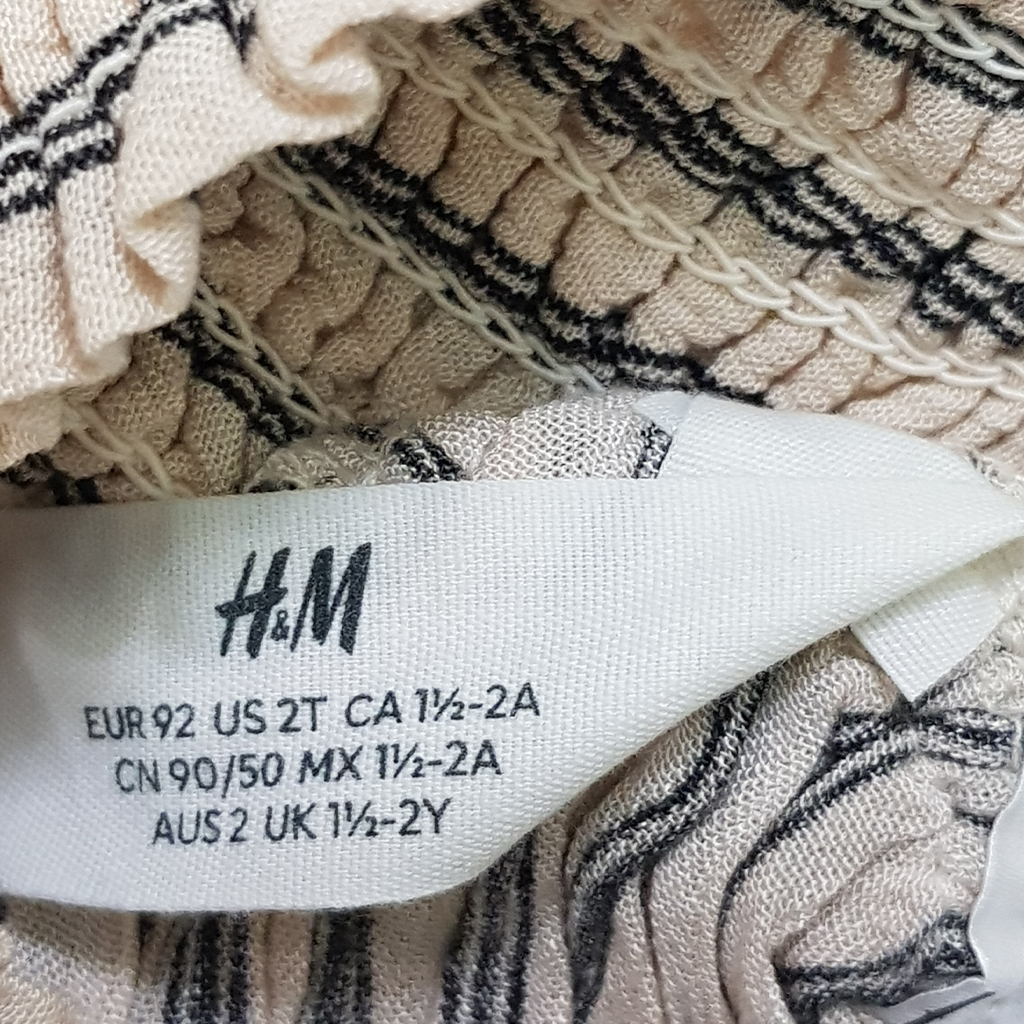 H&M
EUR 92 US 2T CA 1½-2A
CN 90/50 MX 1½-2A
AUS 2 UK 1½-2Y